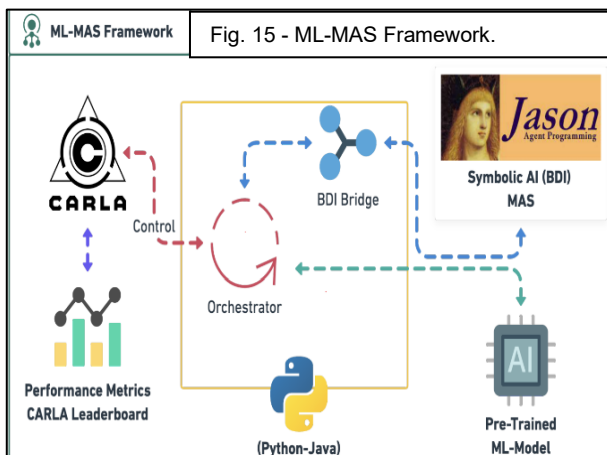 ML-MAS Framework
Fig. 15 - ML-MAS Framework.
CARLA
Control
BDI Bridge
Jason
Agent Programming
Symbolic AI (BDI)
MAS
Orchestrator
Performance Metrics
CARLA Leaderboard
(Python-Java)
AI
Pre-Trained
ML-Model